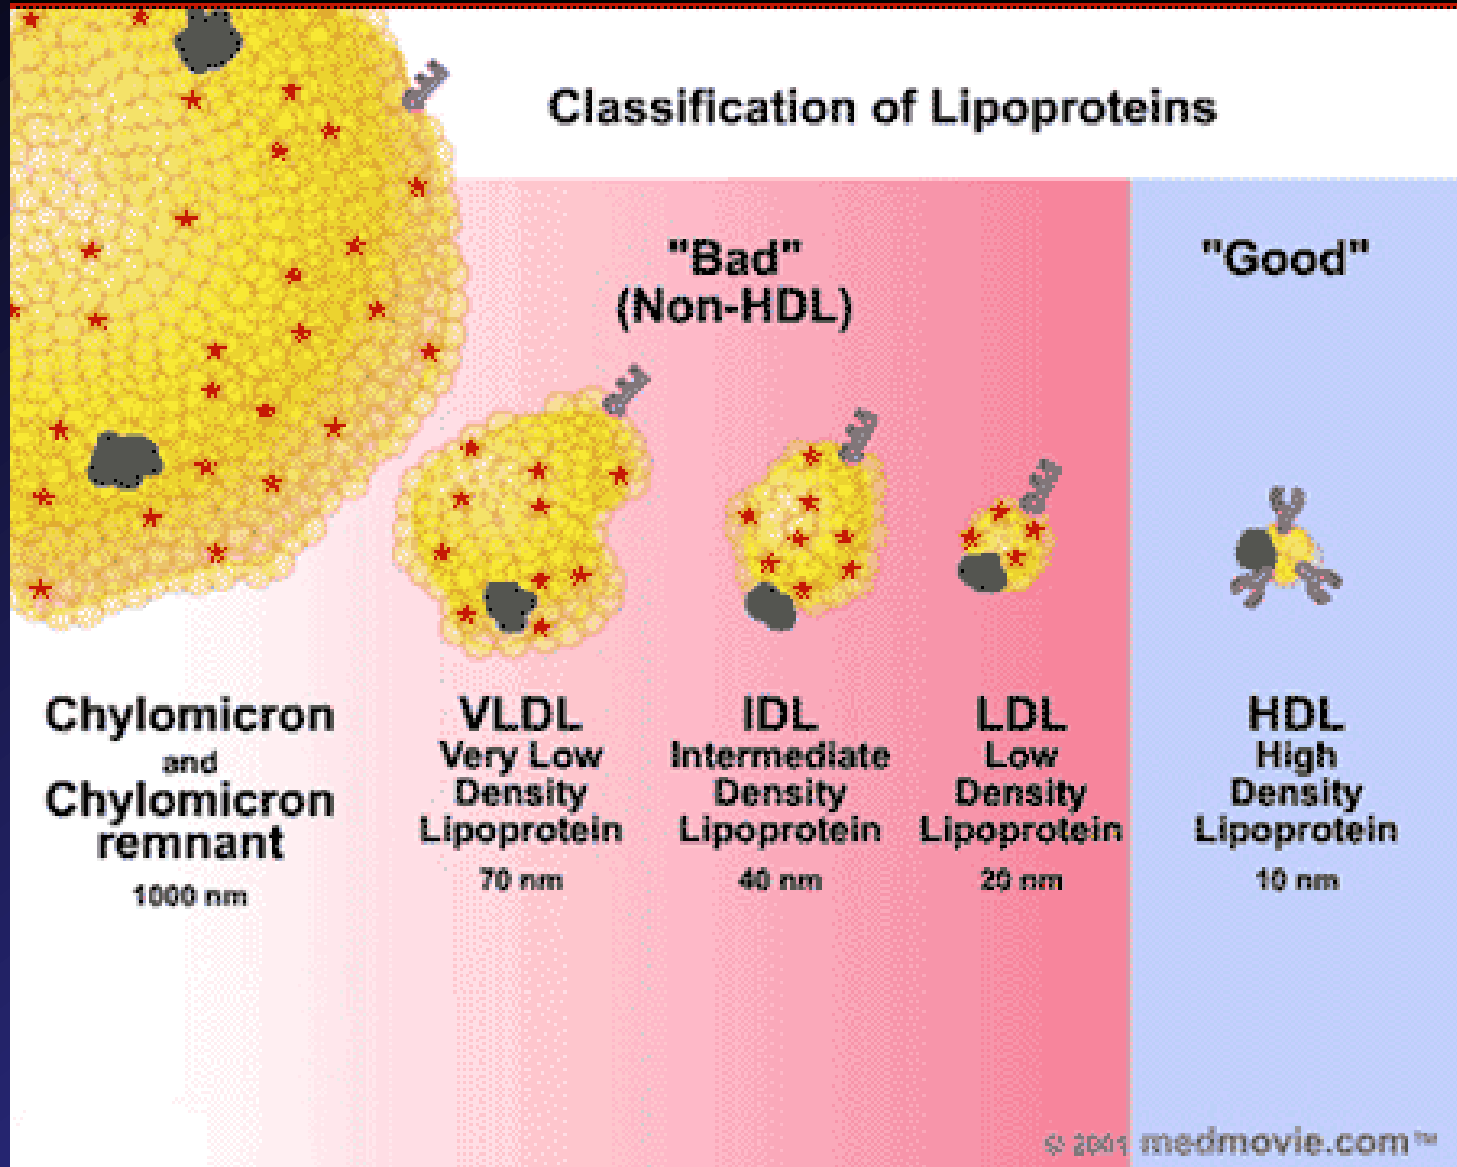 Classification of Lipoproteins
"Bad"
(Non-HDL)
"Good"
Chylomicron
and
Chylomicron
remnant
1000 nm
VLDL
Very Low
Density
Lipoprotein
70 nm
IDL
Intermediate
Density
Lipoprotein
40 nm
LDL
Low
Density
Lipoprotein
20 nm
HDL
High
Density
Lipoprotein
10 nm
© 2001 medmovie.com™